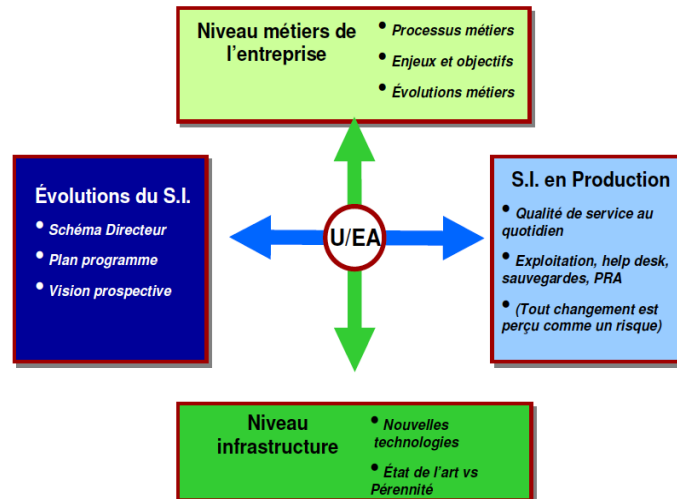 Niveau métiers de
l'entreprise
• Processus métiers
• Enjeux et objectifs
• Évolutions métiers
Évolutions du S.I.
• Schéma Directeur
• Plan programme
• Vision prospective
U/EA
S.I. en Production
• Qualité de service au
quotidien
• Exploitation, help desk,
sauvegardes, PRA
• (Tout changement est
perçu comme un risque)
Niveau
infrastructure
• Nouvelles
technologies
• État de l'art vs
Pérennité